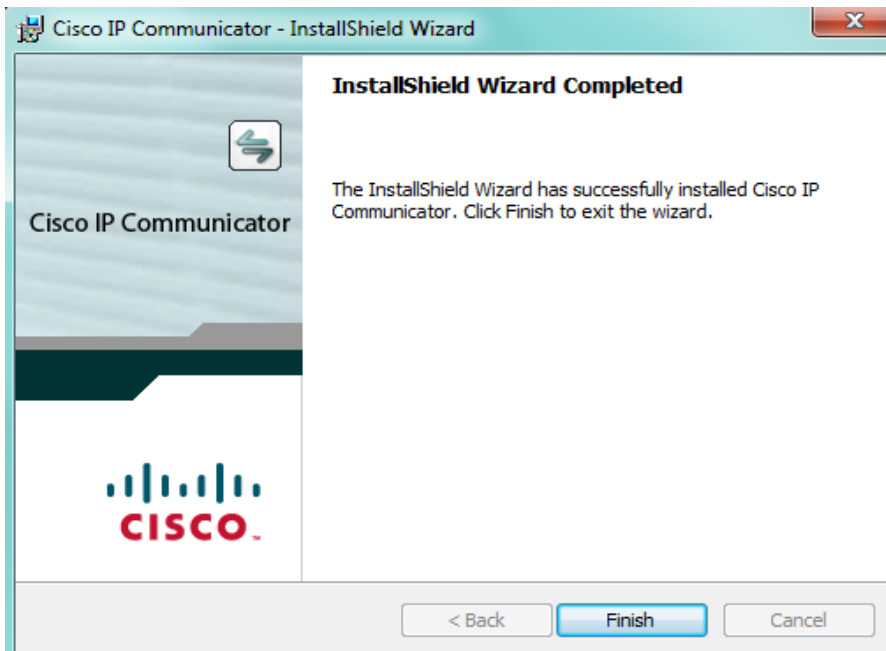 Cisco IP Communicator - InstallShield Wizard
X
InstallShield Wizard Completed
The InstallShield Wizard has successfully installed Cisco IP
Communicator. Click Finish to exit the wizard.
Cisco IP Communicator
CISCO™
< Back
Finish
Cancel